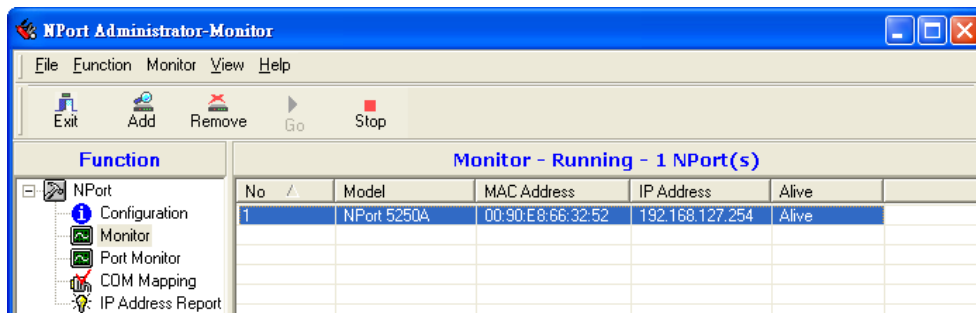 NPort Administrator-Monitor
File Function Monitor View Help
Exit Add Remove Go Stop
Function
Monitor - Running - 1 NPort(s)
NPort
Configuration
Monitor
Port Monitor
COM Mapping
IP Address Report
No Model MAC Address IP Address Alive
1 NPort 5250A 00:90:E8:66:32:52 192.168.127.254 Alive